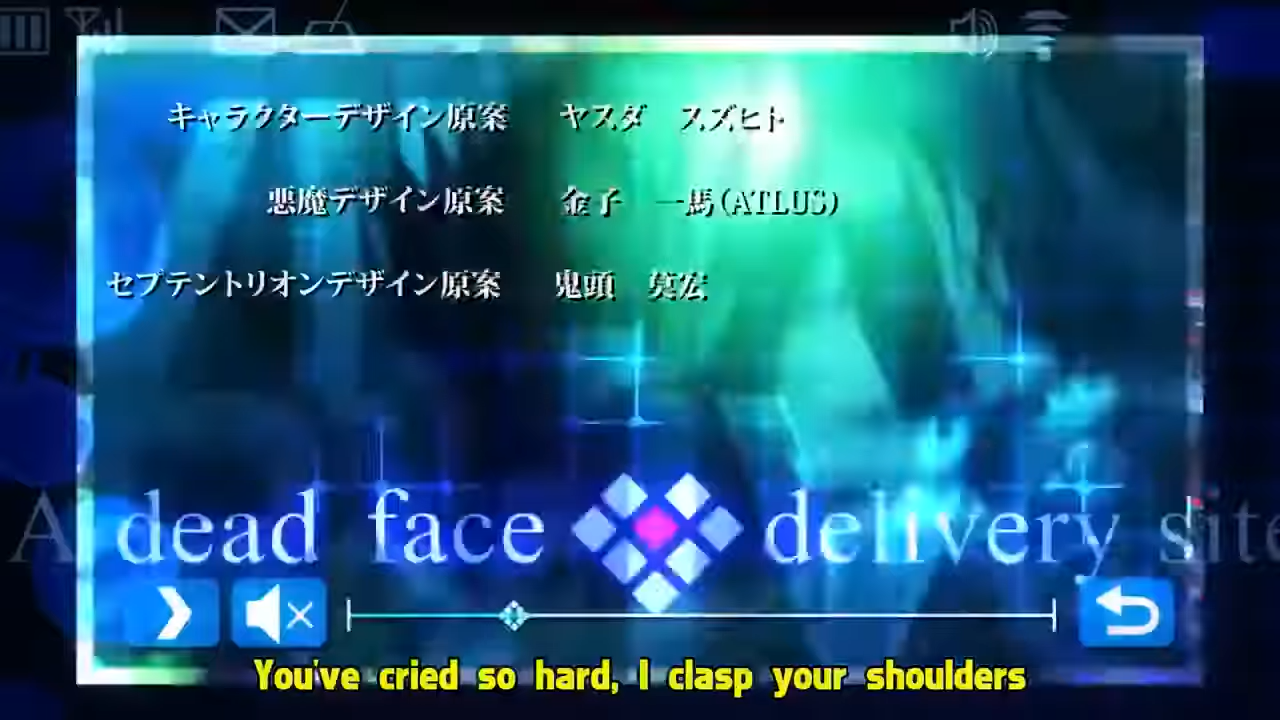 キャラクターデザイン原案 ヤスダ スズヒト
悪魔デザイン原案 金子 一馬(ATLUS)
セプテントリオンデザイン原案 鬼頭 莫宏
A dead face delivery site
You've cried so hard, I clasp your shoulders